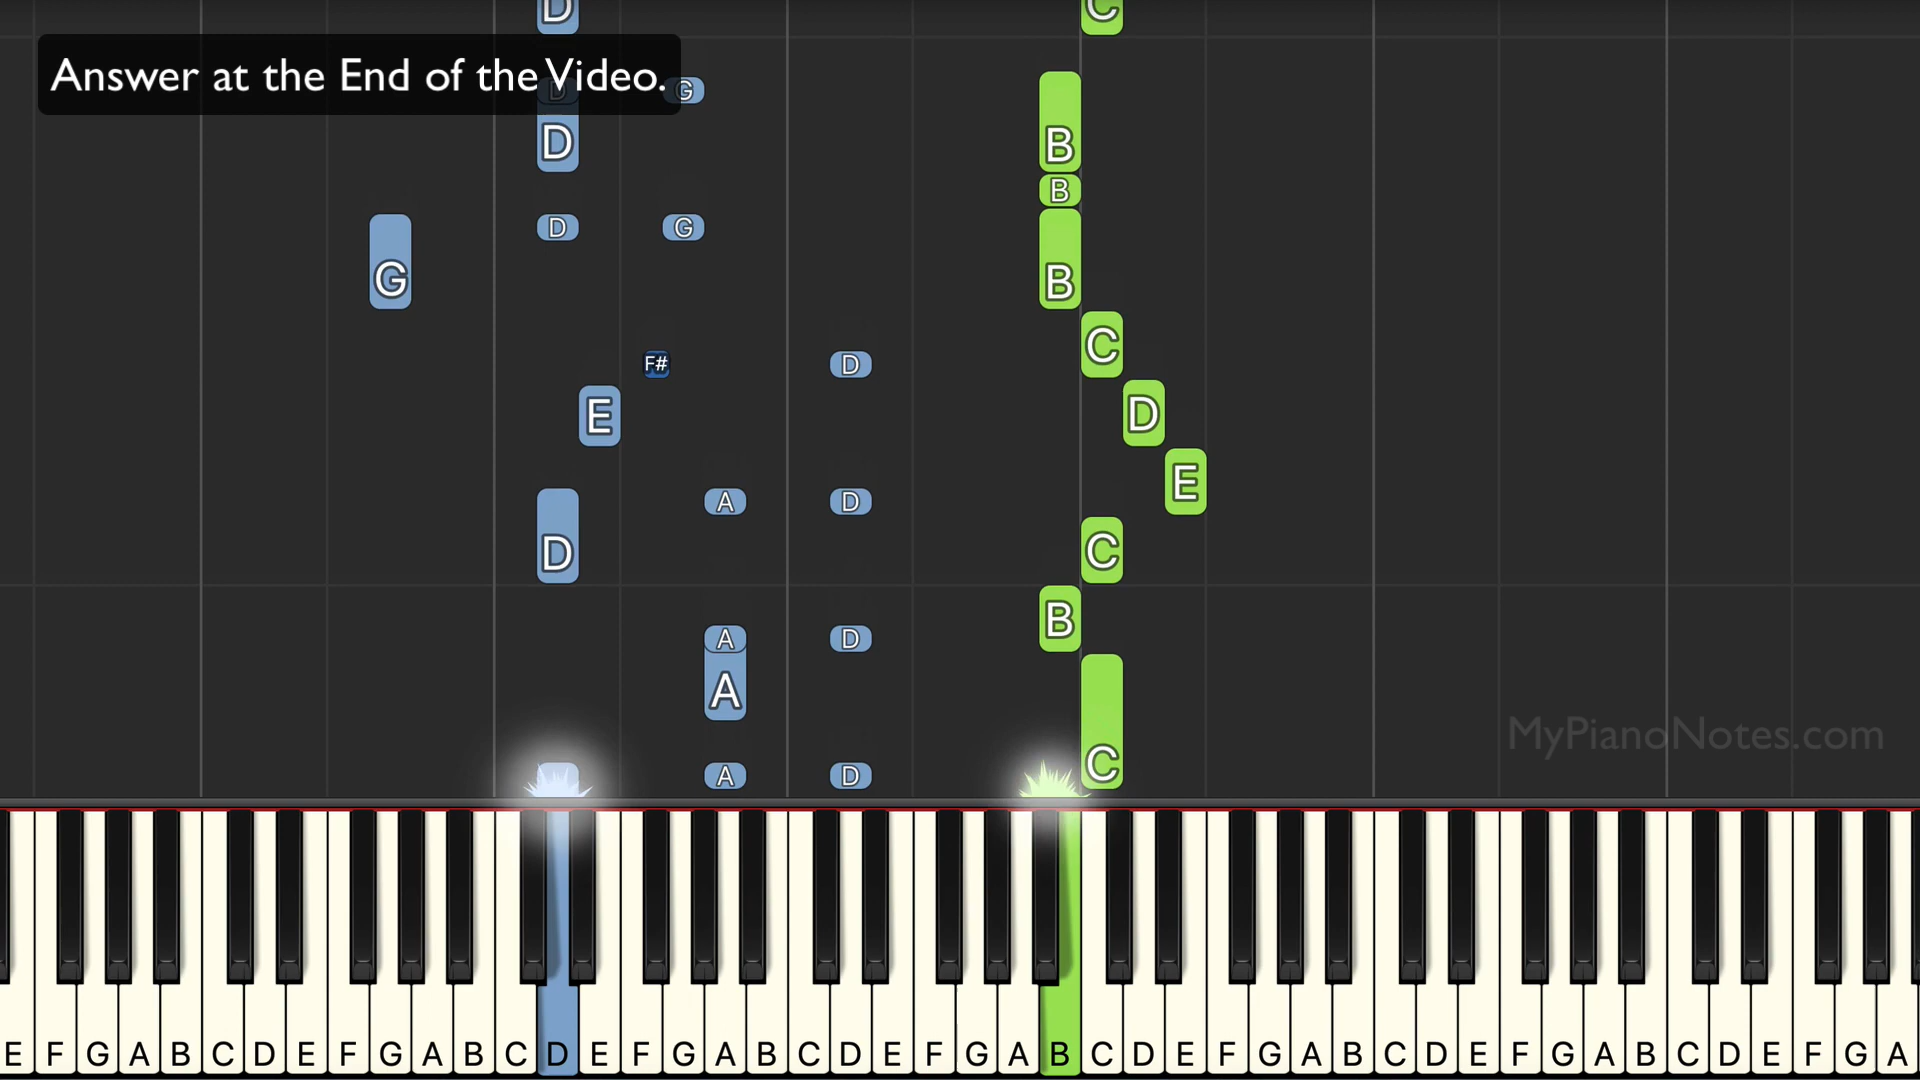 D C
Answer at the End of the Video.
D G
D B
B
D G
G B
F# D C
E D
E
A D
D C
A D B
A
A D C
MyPianoNotes.com
E F G A B C D E F G A B C D E F G A B C D E F G A B C D E F G A B C D E F G A B C D E F G A